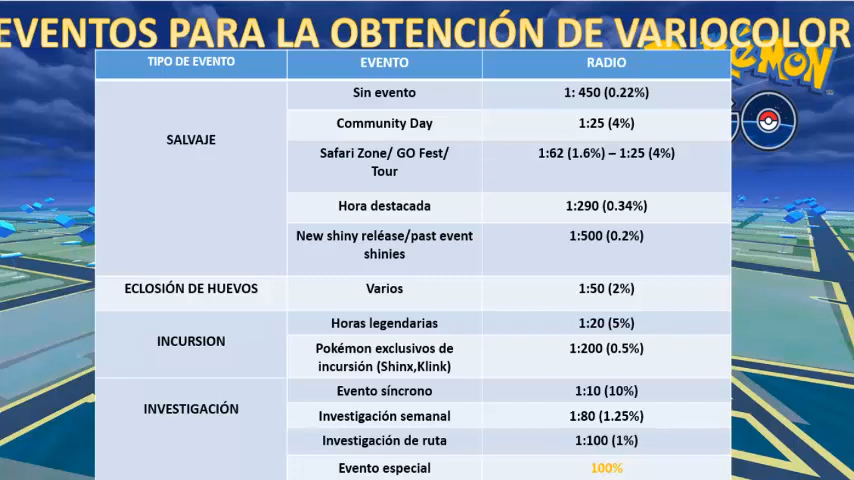 EVENTOS PARA LA OBTENCIÓN DE VARIOCOLOR
TIPO DE EVENTO EVENTO RADIO
SALVAJE
Sin evento 1: 450 (0.22%)
Community Day 1:25 (4%)
Safari Zone/ GO Fest/
Tour
1:62 (1.6%) – 1:25 (4%)
Hora destacada 1:290 (0.34%)
New shiny reléase/past event
shinies
1:500 (0.2%)
ECLOSIÓN DE HUEVOS Varios 1:50 (2%)
INCURSION
Horas legendarias 1:20 (5%)
Pokémon exclusivos de
incursión (Shinx,Klink)
1:200 (0.5%)
INVESTIGACIÓN
Evento síncrono 1:10 (10%)
Investigación semanal 1:80 (1.25%)
Investigación de ruta 1:100 (1%)
Evento especial 100%